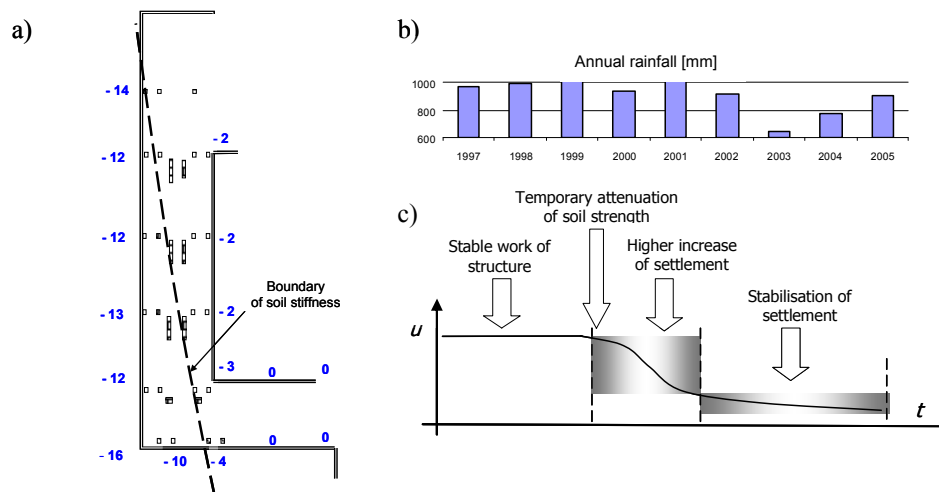 a)
- 14
- 12
- 2
- 12
- 2
- 13
- 2
Boundary
of soil stiffness
- 12
- 3
0
0
- 16
- 10
- 4
0
0
b)
Annual rainfall [mm]
1000
800
600
1997 1998 1999 2000 2001 2002 2003 2004 2005
c)
Temporary attenuation
of soil strength
Stable work of
structure
Higher increase
of settlement
Stabilisation of
settlement
u
t